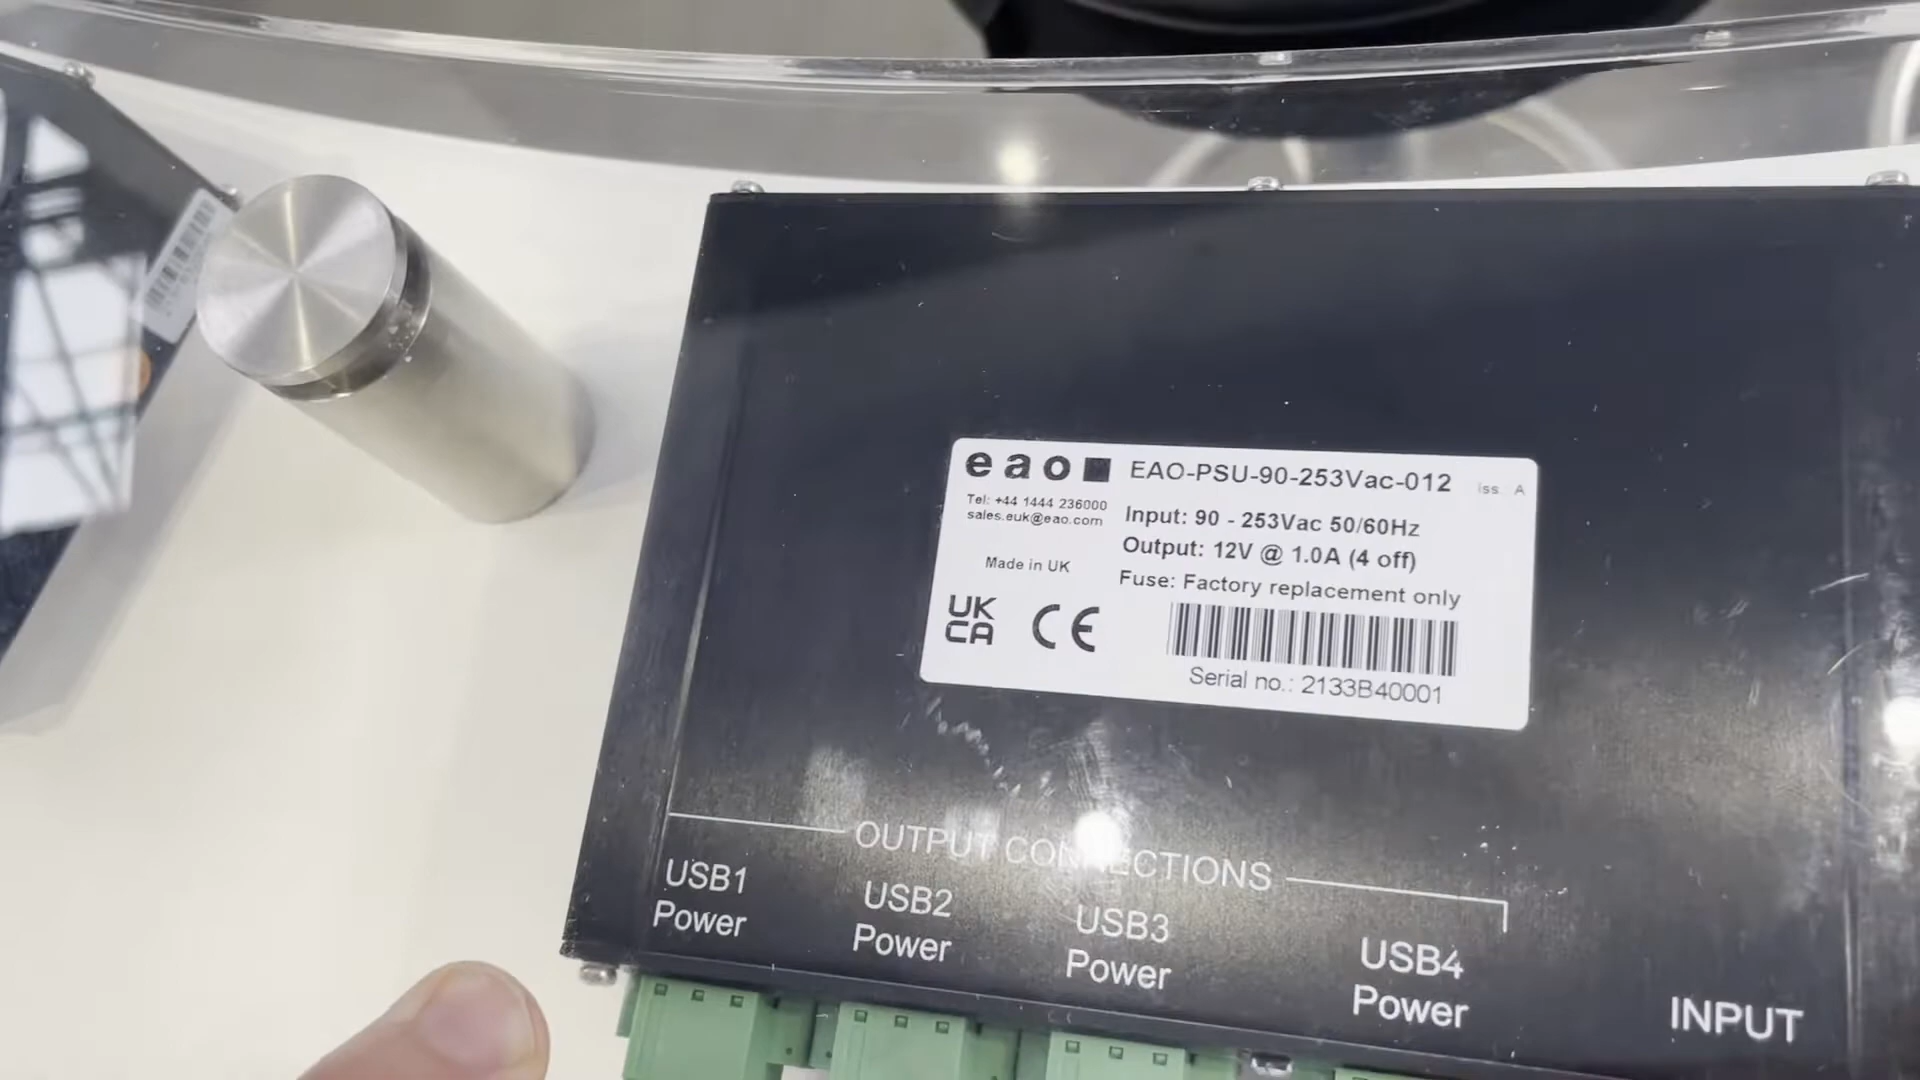 eao
EAO-PSU-90-253Vac-012
iss. A
Tel: +44 1444 236000
sales.euk@eao.com
Input: 90 - 253Vac 50/60Hz
Output: 12V @ 1.0A (4 off)
Made in UK
Fuse: Factory replacement only
UK
CA
CE
Serial no.: 2133B40001
OUTPUT CONNECTIONS
USB1
Power
USB2
Power
USB3
Power
USB4
Power
INPUT